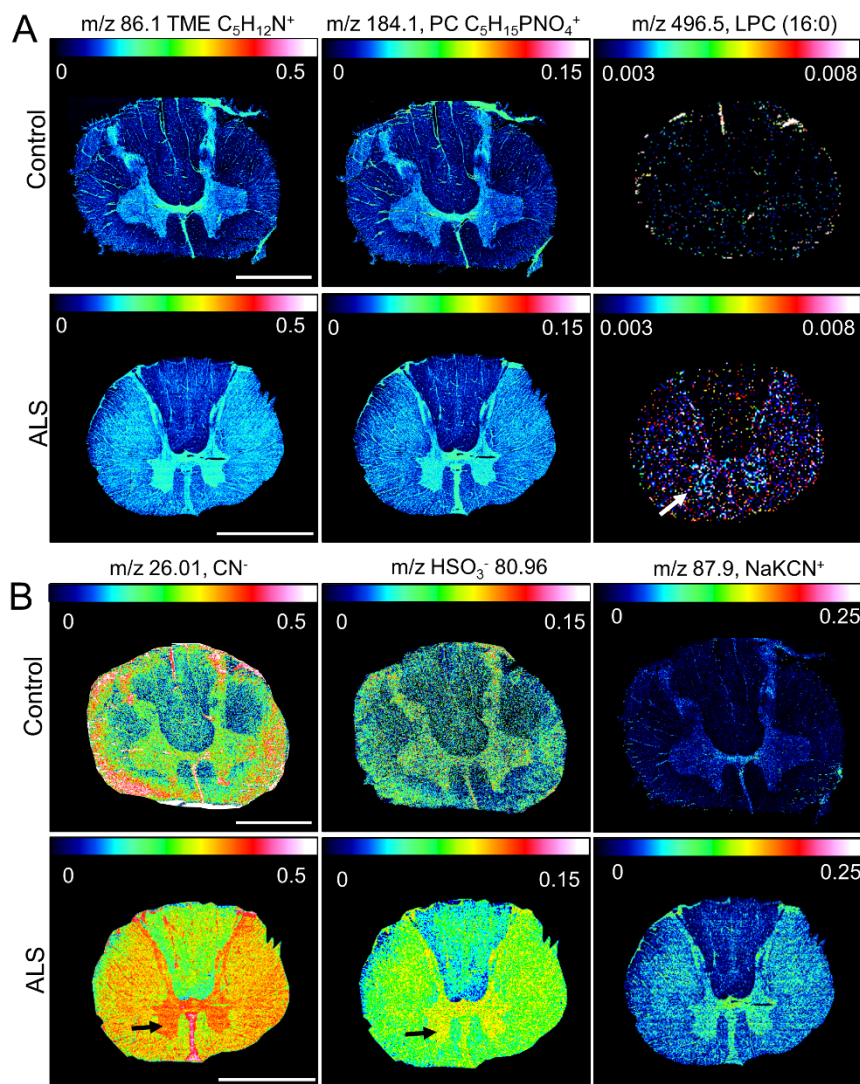 A
m/z 86.1 TME C₅H₁₂N⁺
m/z 184.1, PC C₅H₁₅PNO₄⁺
m/z 496.5, LPC (16:0)
Control
0 0.5
0 0.15
0.003 0.008
ALS
0 0.5
0 0.15
0.003 0.008
B
m/z 26.01, CN⁻
m/z HSO₃⁻ 80.96
m/z 87.9, NaKCN⁺
Control
0 0.5
0 0.15
0 0.25
ALS
0 0.5
0 0.15
0 0.25